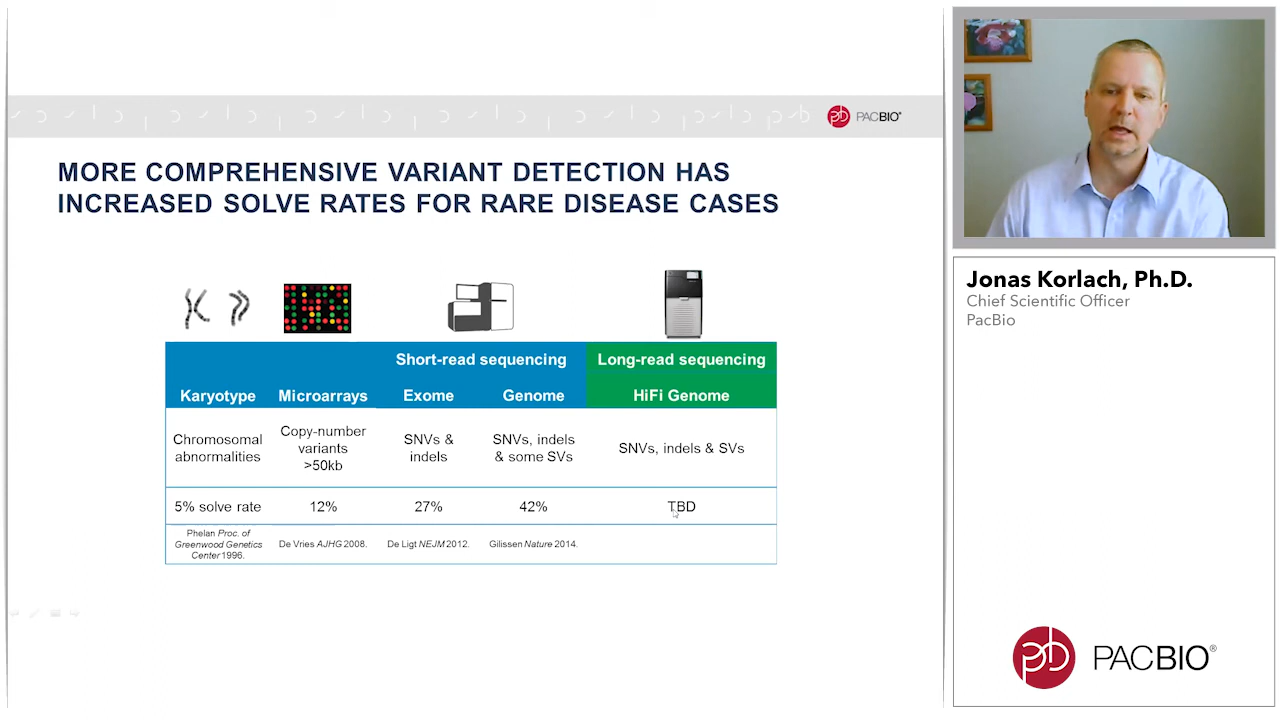 PACBIO®
MORE COMPREHENSIVE VARIANT DETECTION HAS
INCREASED SOLVE RATES FOR RARE DISEASE CASES
Short-read sequencing
Long-read sequencing
Karyotype
Microarrays
Exome
Genome
HiFi Genome
Chromosomal
abnormalities
Copy-number
variants
>50kb
SNVs &
indels
SNVs, indels
& some SVs
SNVs, indels & SVs
5% solve rate
12%
27%
42%
TBD
Phelan Proc. of
Greenwood Genetics
Center 1996.
De Vries AJHG 2008.
De Ligt NEJM 2012.
Gilissen Nature 2014.
Jonas Korlach, Ph.D.
Chief Scientific Officer
PacBio
PACBIO®